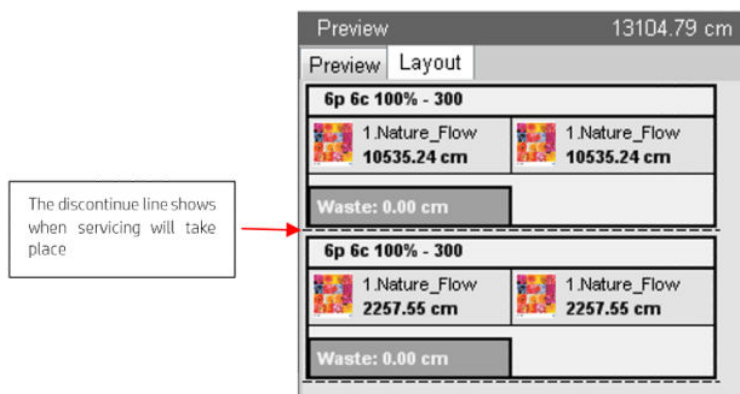 Preview 13104.79 cm
Preview Layout
6p 6c 100% - 300
1.Nature_Flow 1.Nature_Flow
10535.24 cm 10535.24 cm
Waste: 0.00 cm
The discontinue line shows
when servicing will take
place
6p 6c 100% - 300
1.Nature_Flow 1.Nature_Flow
2257.55 cm 2257.55 cm
Waste: 0.00 cm